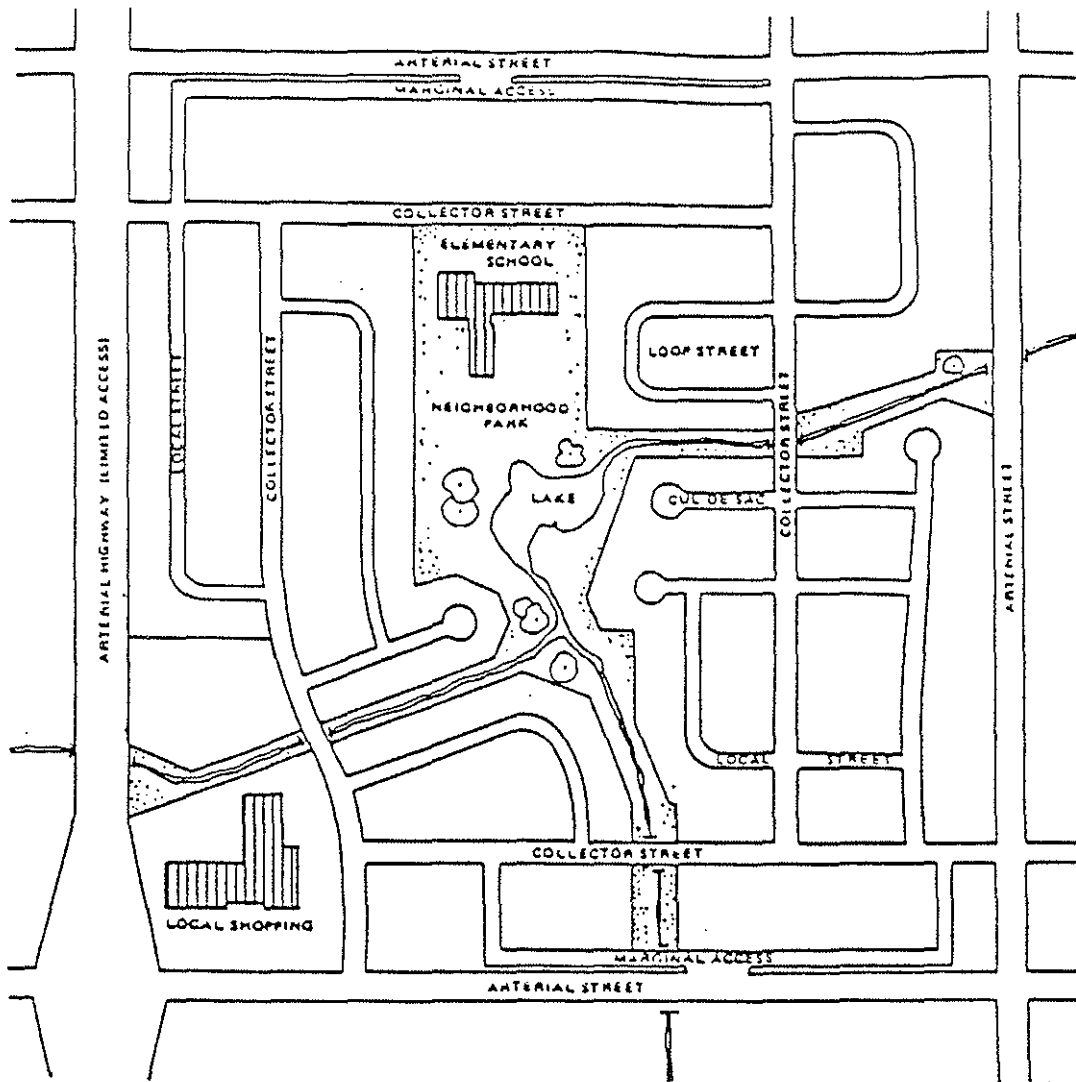 ARTERIAL STREET
MARGINAL ACCESS
COLLECTOR STREET
ELEMENTARY
SCHOOL
LOOP STREET
LOCAL STREET
COLLECTOR STREET
ARTERIAL HIGHWAY (LIMITED ACCESS)
NEIGHBORHOOD
PARK
COLLECTOR STREET
LAKE
CUL DE SAC
ARTERIAL STREET
LOCAL STREET
COLLECTOR STREET
LOCAL SHOPPING
MARGINAL ACCESS
ARTERIAL STREET